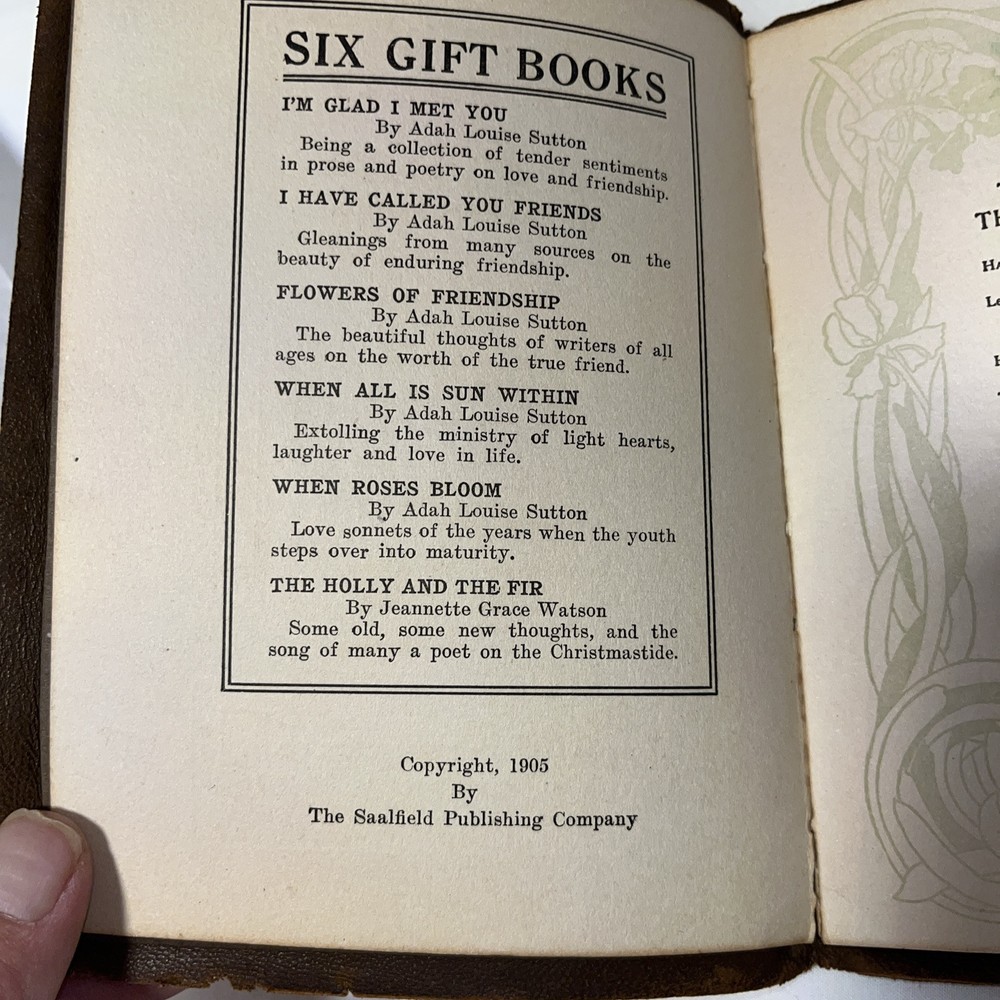 SIX GIFT BOOKS
I'M GLAD I MET YOU
By Adah Louise Sutton
Being a collection of tender sentiments
in prose and poetry on love and friendship.
I HAVE CALLED YOU FRIENDS
By Adah Louise Sutton
Gleanings from many sources on the
beauty of enduring friendship.
FLOWERS OF FRIENDSHIP
By Adah Louise Sutton
The beautiful thoughts of writers of all
ages on the worth of the true friend.
WHEN ALL IS SUN WITHIN
By Adah Louise Sutton
Extolling the ministry of light hearts,
laughter and love in life.
WHEN ROSES BLOOM
By Adah Louise Sutton
Love sonnets of the years when the youth
steps over into maturity.
THE HOLLY AND THE FIR
By Jeannette Grace Watson
Some old, some new thoughts, and the
song of many a poet on the Christmastide.
Copyright, 1905
By
The Saalfield Publishing Company